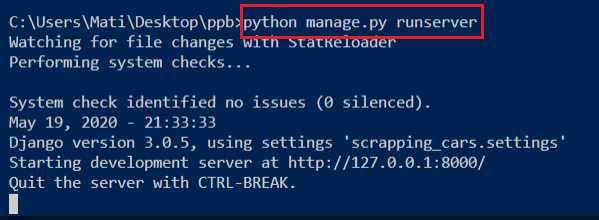 C:\Users\Mati\Desktop\ppb>python manage.py runserver
Watching for file changes with StatReloader
Performing system checks...
System check identified no issues (0 silenced).
May 19, 2020 - 21:33:33
Django version 3.0.5, using settings 'scrapping_cars.settings'
Starting development server at http://127.0.0.1:8000/
Quit the server with CTRL-BREAK.